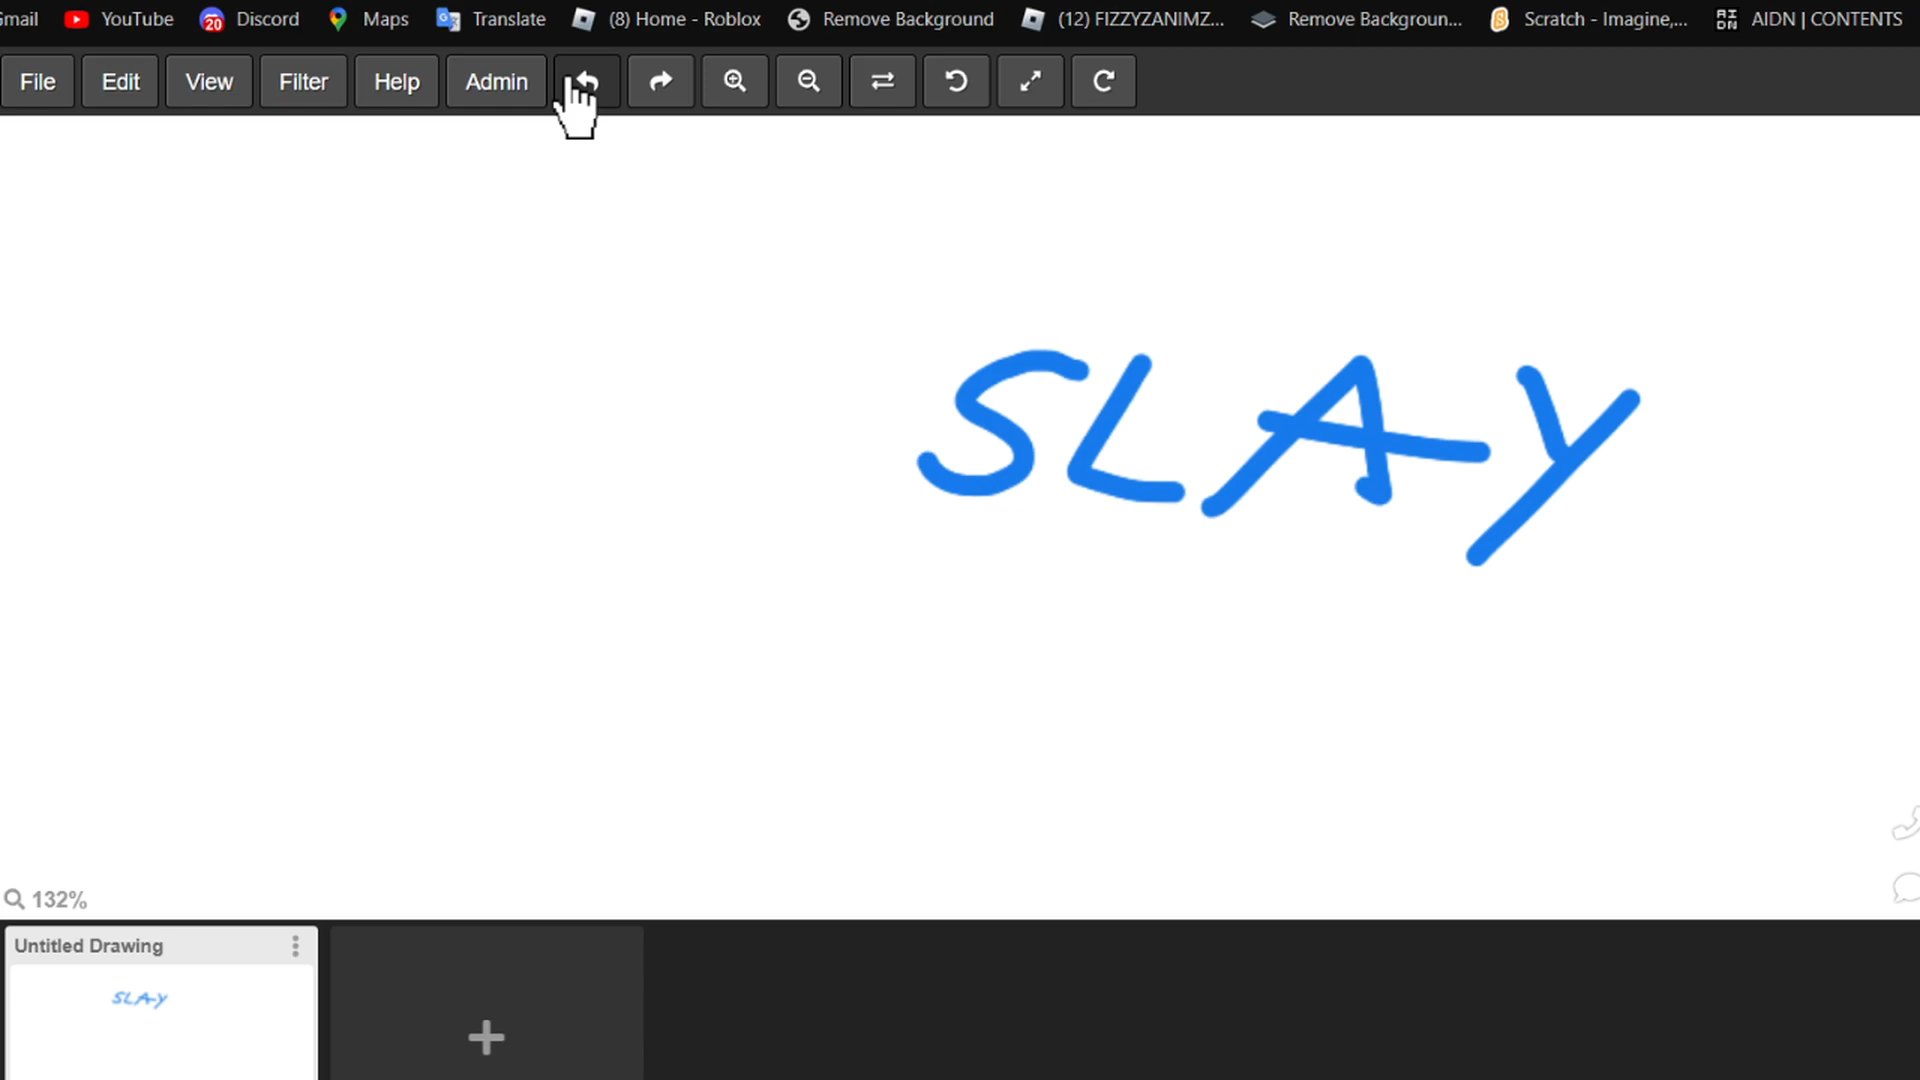 Gmail YouTube 20 Discord Maps Translate (8) Home - Roblox Remove Background (12) FIZZYZANIMZ... Remove Backgroun... Scratch - Imagine,... AIDN | CONTENTS
File Edit View Filter Help Admin
SLAY
132%
Untitled Drawing
SLAY